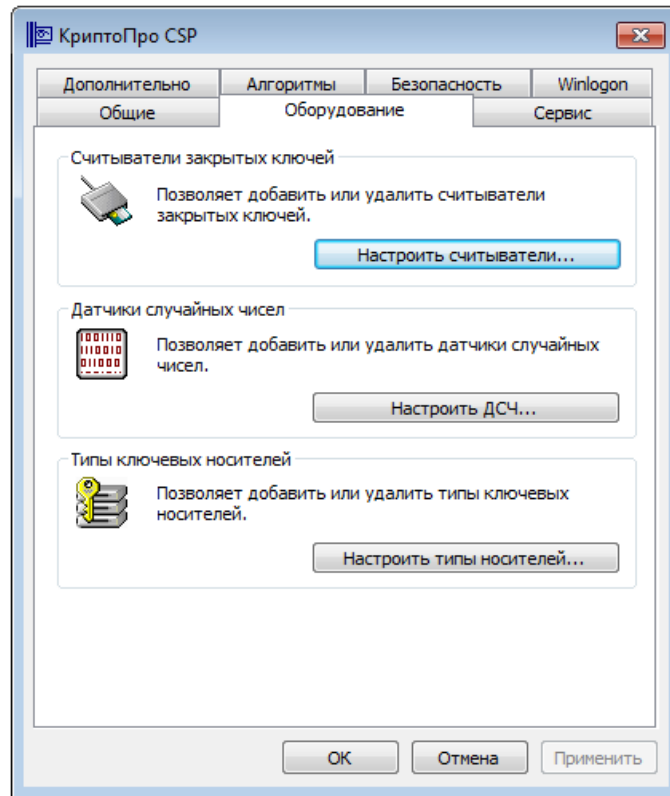 КриптоПро CSP
Дополнительно Алгоритмы Безопасность Winlogon
Общие Оборудование Сервис
Считыватели закрытых ключей
Позволяет добавить или удалить считыватели
закрытых ключей.
Настроить считыватели...
Датчики случайных чисел
Позволяет добавить или удалить датчики случайных
чисел.
Настроить ДСЧ...
Типы ключевых носителей
Позволяет добавить или удалить типы ключевых
носителей.
Настроить типы носителей...
ОК Отмена Применить